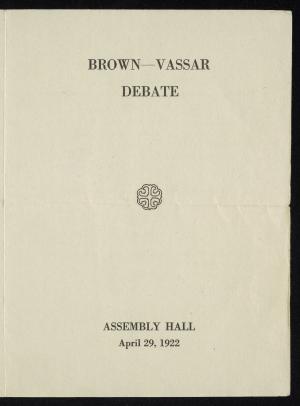 BROWN—VASSAR
DEBATE
ASSEMBLY HALL
April 29, 1922